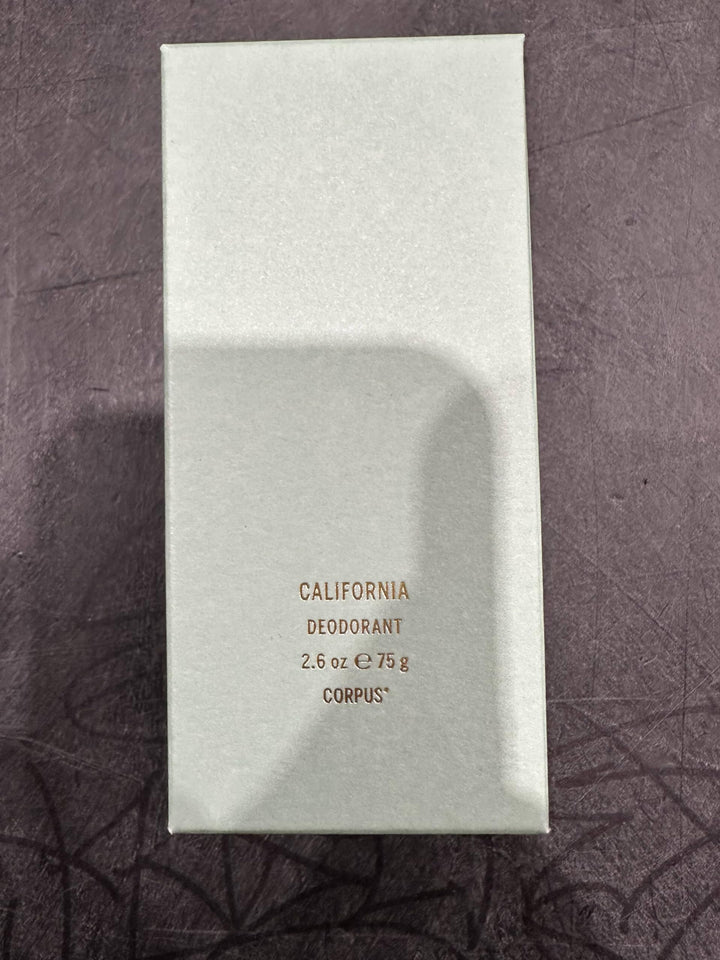 CALIFORNIA
DEODORANT
2.6 oz ℮ 75 g
CORPUS*